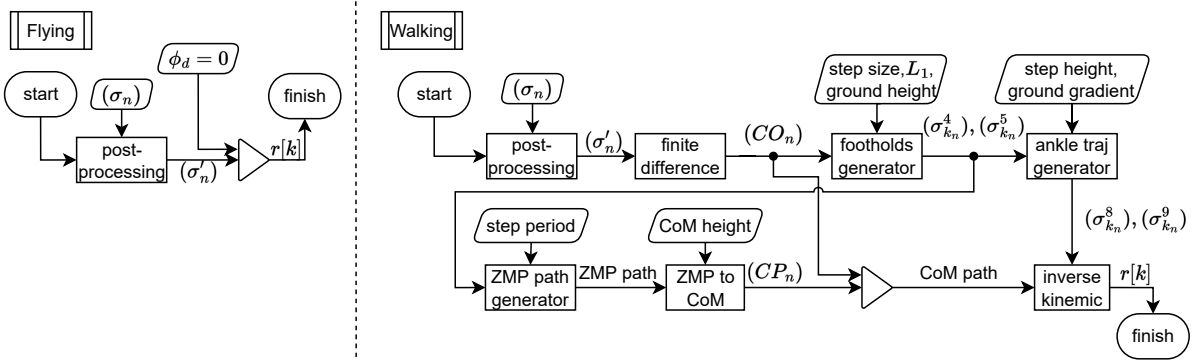 Flying
start
(σ_n)
ϕ_d = 0
post-
processing
(σ'_n)
r[k]
finish
Walking
start
(σ_n)
post-
processing
(σ'_n)
finite
difference
(CO_n)
step size, L_1,
ground height
footholds
generator
(σ^4_{k_n}), (σ^5_{k_n})
step height,
ground gradient
ankle traj
generator
(σ^8_{k_n}), (σ^9_{k_n})
step period
ZMP path
generator
ZMP path
CoM height
ZMP to
CoM
(CP_n)
CoM path
inverse
kinemic
r[k]
finish